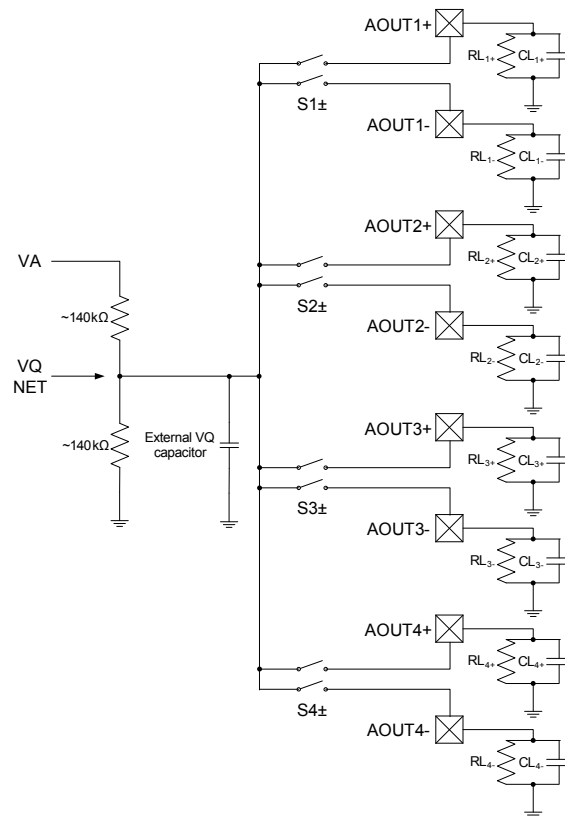 AOUT1+
RL1+
CL1+
S1±
AOUT1-
RL1-
CL1-
AOUT2+
RL2+
CL2+
VA
S2±
~140kΩ
AOUT2-
RL2-
CL2-
VQ
NET
AOUT3+
~140kΩ
External VQ
capacitor
RL3+
CL3+
S3±
AOUT3-
RL3-
CL3-
AOUT4+
RL4+
CL4+
S4±
AOUT4-
RL4-
CL4-